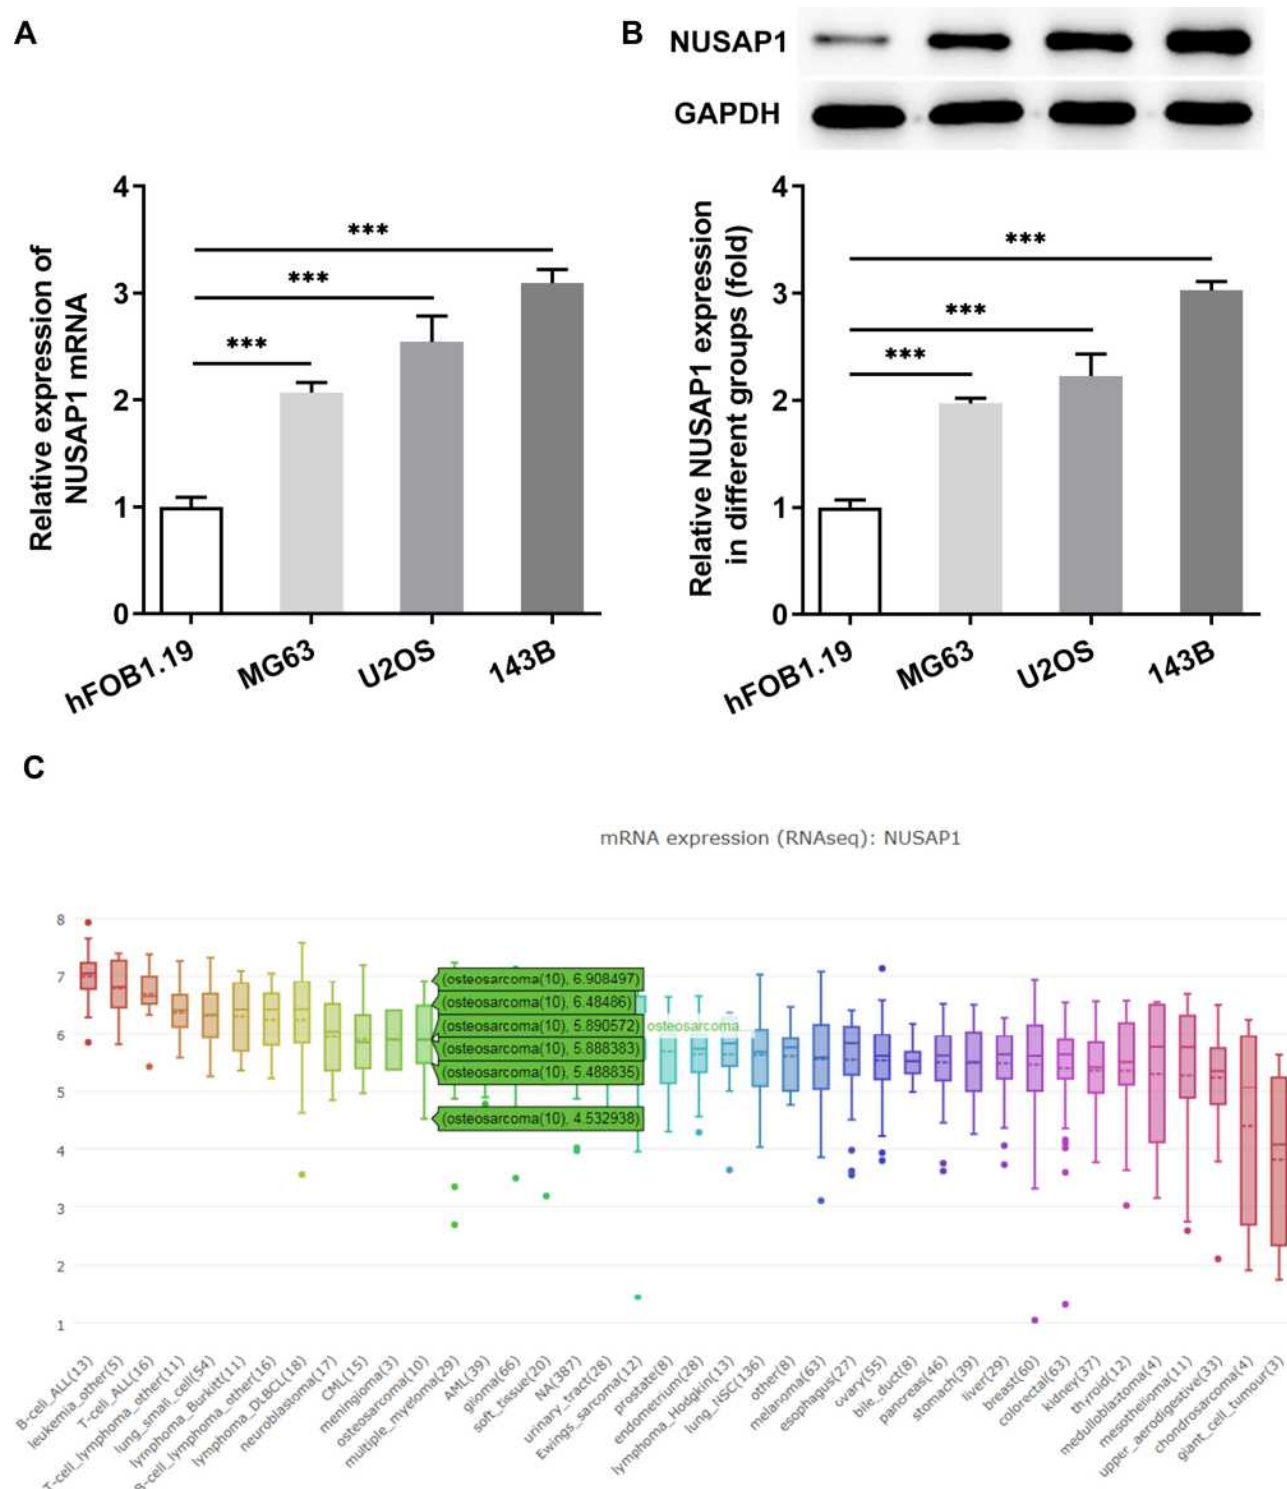 A
B
NUSAP1
GAPDH
Relative expression of
NUSAP1 mRNA
4
3
2
1
0
***
***
***
hFOB1.19
MG63
U2OS
143B
Relative NUSAP1 expression
in different groups (fold)
4
3
2
1
0
***
***
***
hFOB1.19
MG63
U2OS
143B
C
mRNA expression (RNAseq): NUSAP1
8
7
6
5
4
3
2
1
(osteosarcoma(10), 6.908497)
(osteosarcoma(10), 6.48486)
(osteosarcoma(10), 5.890572)
osteosarcoma
(osteosarcoma(10), 5.888383)
(osteosarcoma(10), 5.488835)
(osteosarcoma(10), 4.532938)
B-cell_ALL(13)
leukemia_other(5)
T-cell_ALL(16)
T-cell_lymphoma_other(11)
lung_small_cell(54)
lymphoma_Burkitt(11)
B-cell_lymphoma_other(16)
lymphoma_DLBCL(18)
neuroblastoma(17)
CML(15)
meningioma(3)
osteosarcoma(10)
multiple_myeloma(29)
AML(39)
glioma(66)
soft_tissue(20)
NA(387)
urinary_tract(28)
Ewings_sarcoma(12)
prostate(8)
endometrium(28)
lymphoma_Hodgkin(13)
lung_NSC(136)
other(8)
melanoma(63)
esophagus(27)
ovary(55)
bile_duct(8)
pancreas(46)
stomach(39)
liver(29)
breast(60)
colorectal(63)
kidney(37)
thyroid(12)
medulloblastoma(4)
mesothelioma(11)
upper_aerodigestive(33)
chondrosarcoma(4)
giant_cell_tumour(3)